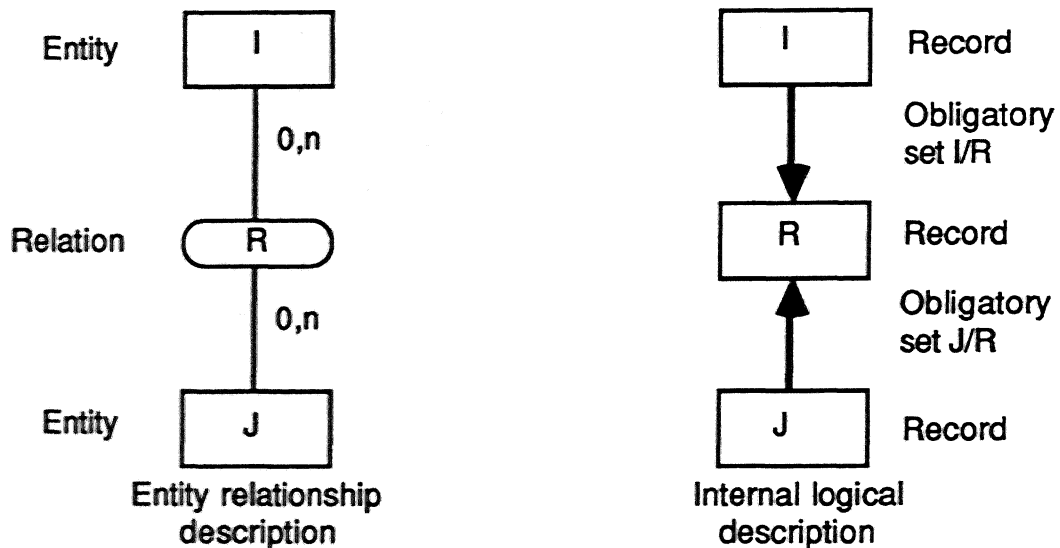 Entity
I
0,n
Relation
R
0,n
Entity
J
Entity relationship
description
I
Record
Obligatory
set I/R
R
Record
Obligatory
set J/R
J
Record
Internal logical
description